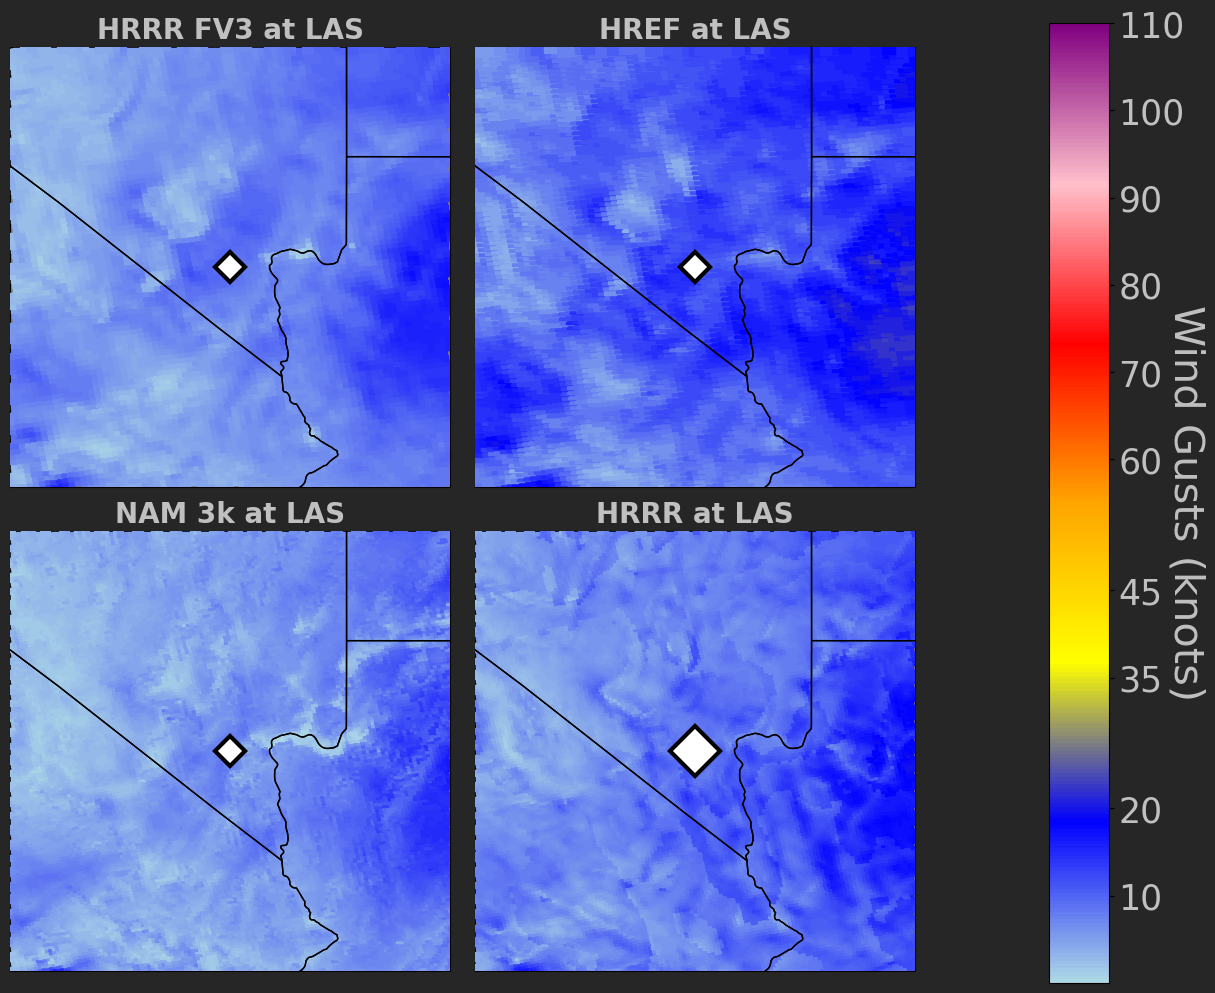 HRRR FV3 at LAS
HREF at LAS
NAM 3k at LAS
HRRR at LAS
110
100
90
80
70
60
45
35
20
10
Wind Gusts (knots)